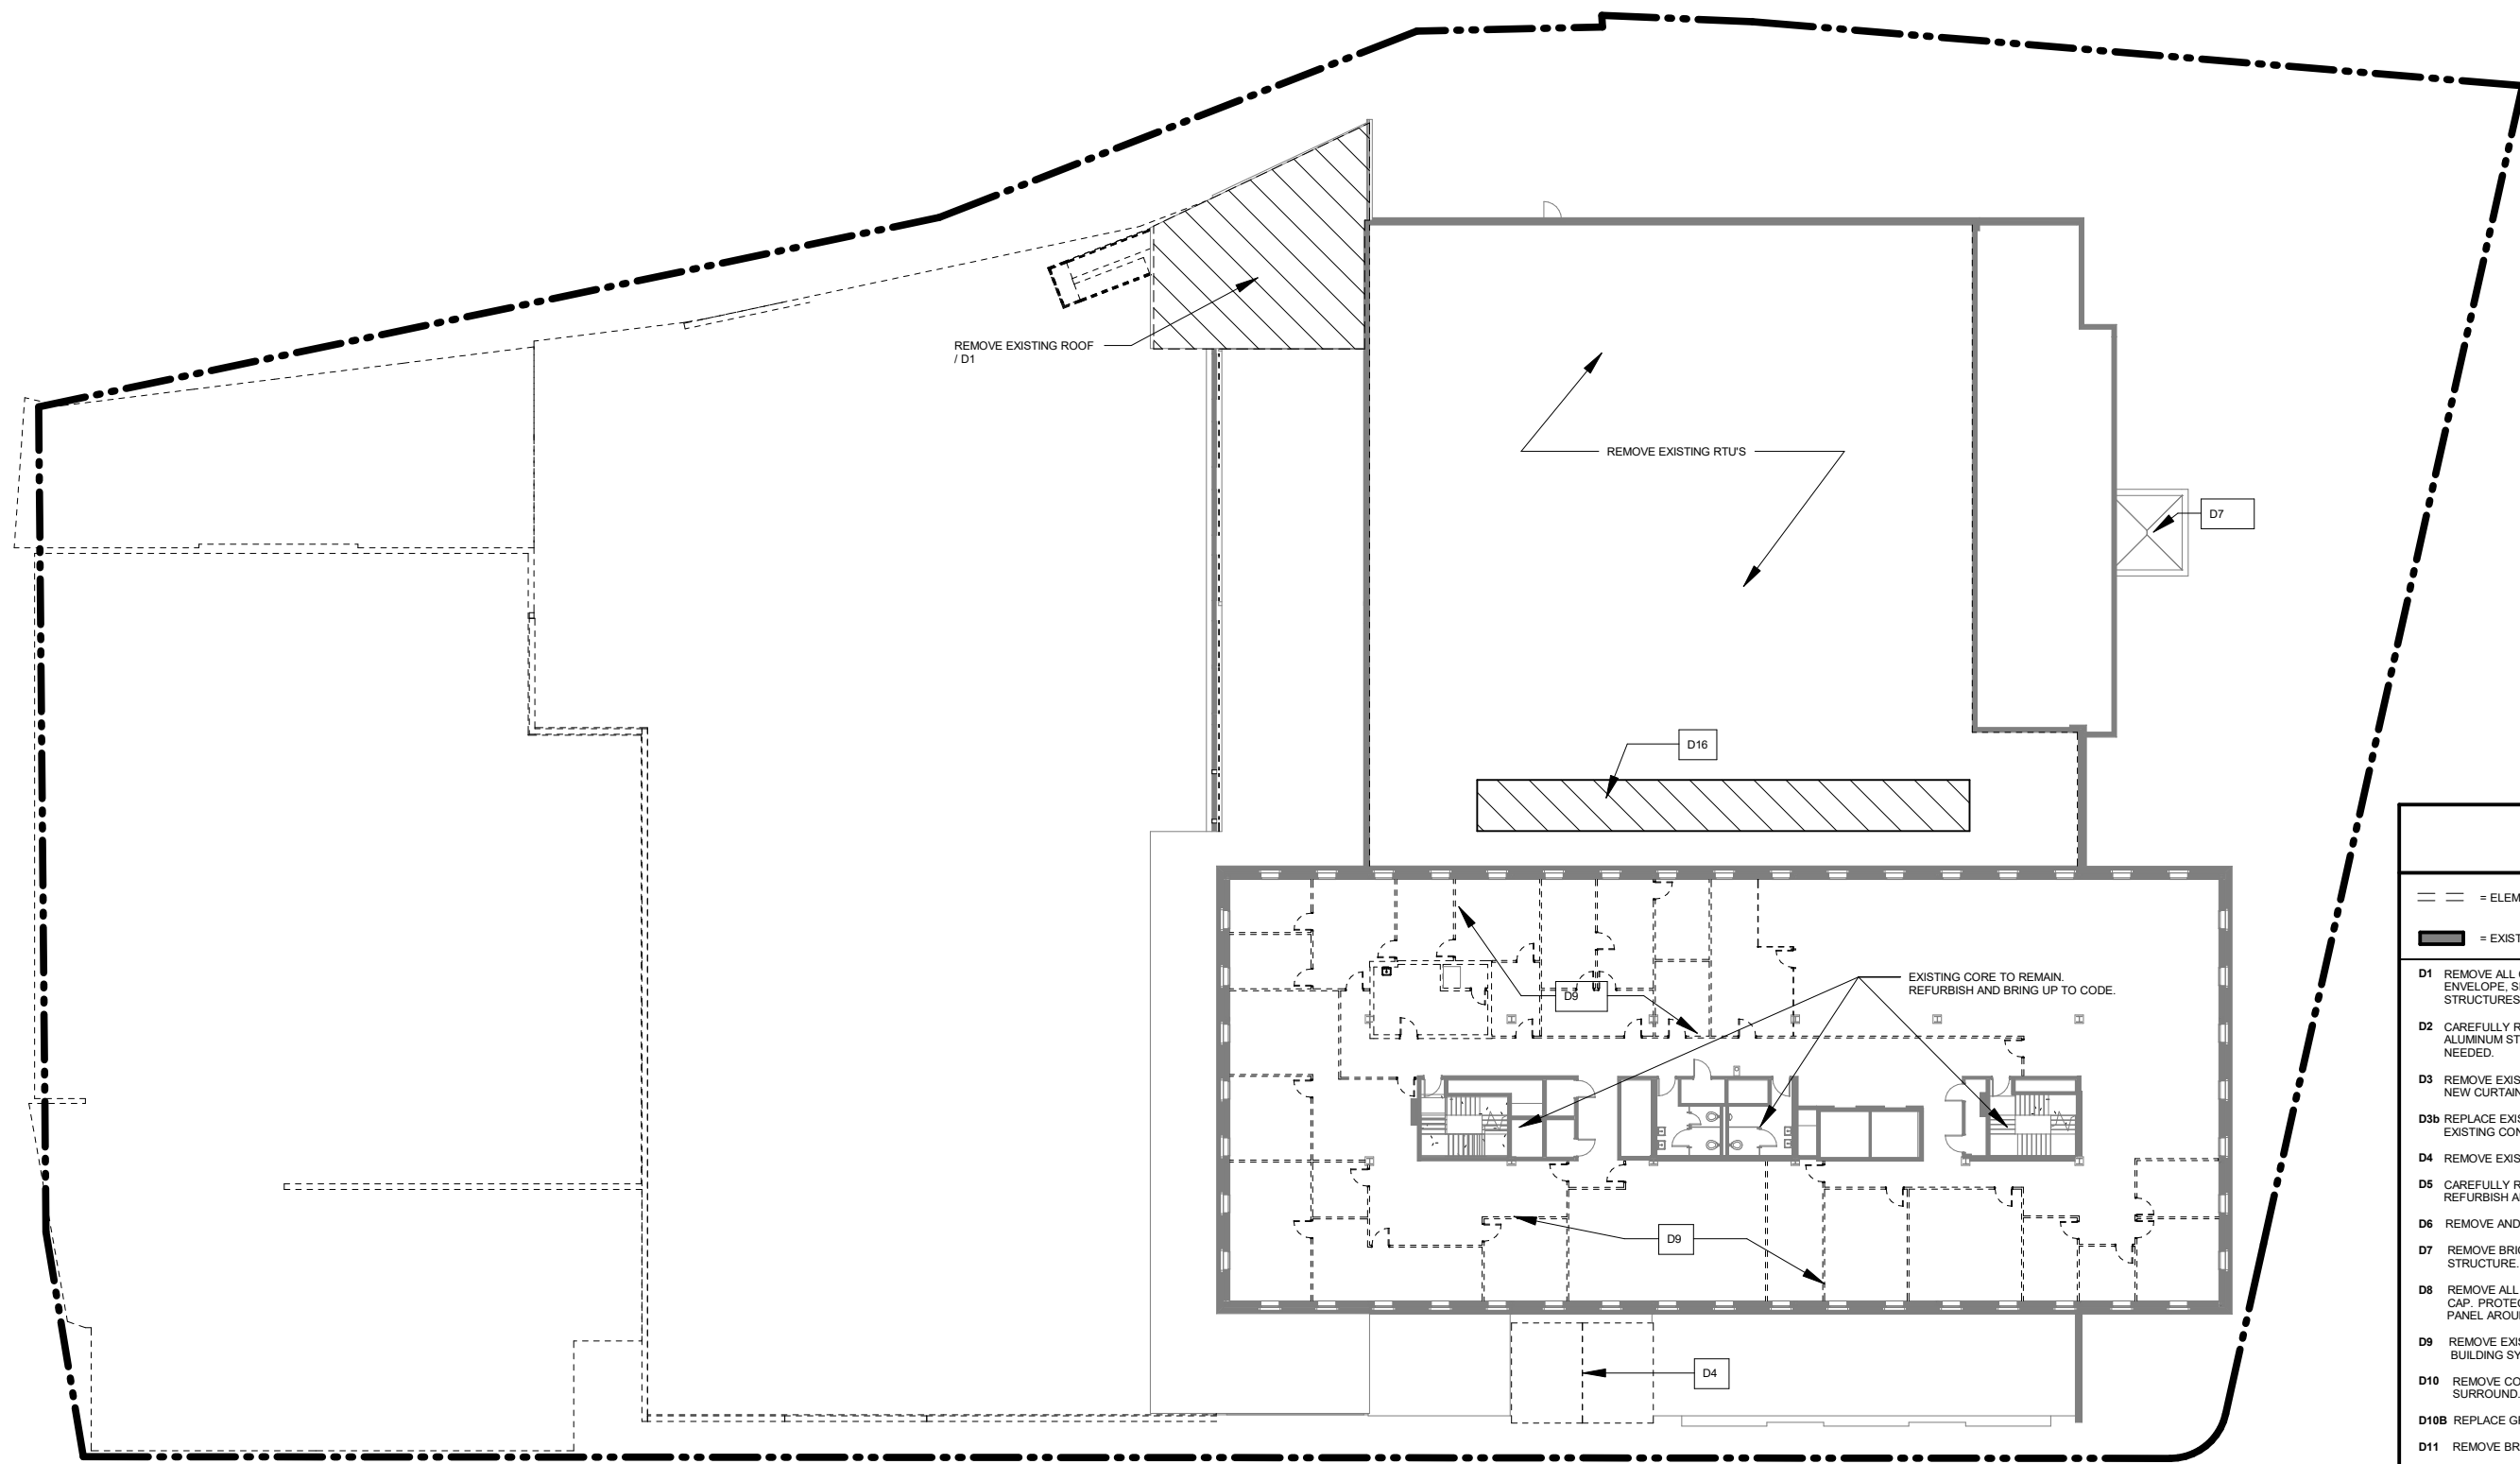 REMOVE EXISTING ROOF
/ D1
REMOVE EXISTING RTU'S
D7
D16
D9
EXISTING CORE TO REMAIN.
REFURBISH AND BRING UP TO CODE.
D9
D4
= ELEM
= EXIST
D1 REMOVE ALL
ENVELOPE, S
STRUCTURES
D2 CAREFULLY R
ALUMINUM ST
NEEDED.
D3 REMOVE EXIS
NEW CURTAIN
D3b REPLACE EXIS
EXISTING CON
D4 REMOVE EXIS
D5 CAREFULLY R
REFURBISH A
D6 REMOVE AND
D7 REMOVE BRIC
STRUCTURE.
D8 REMOVE ALL
CAP. PROTEC
PANEL AROU
D9 REMOVE EXIS
BUILDING SY
D10 REMOVE CO
SURROUND.
D10B REPLACE G
D11 REMOVE BR